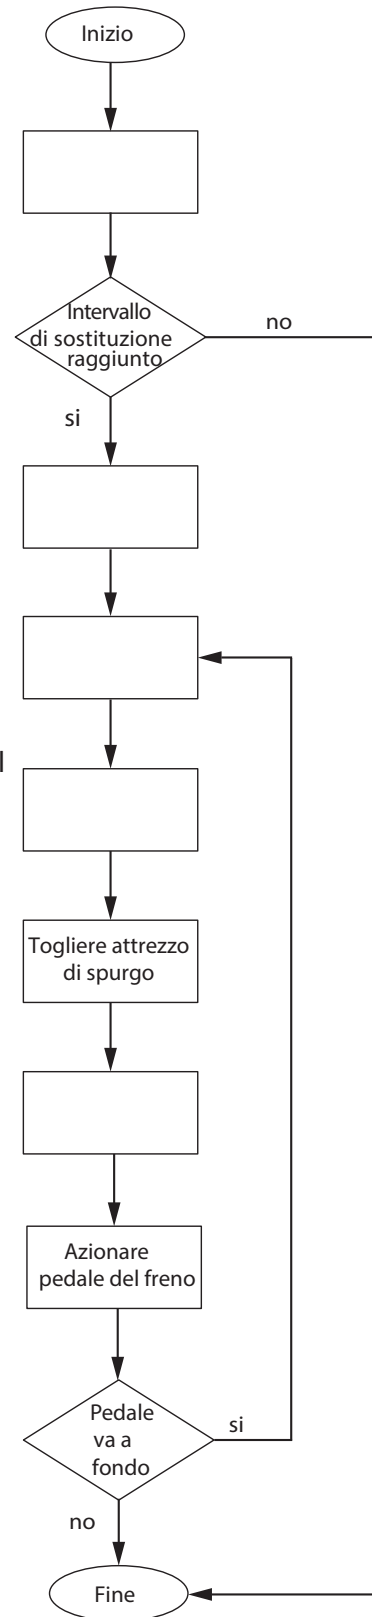 Inizio
Intervallo
di sostituzione
raggiunto
no
si
l
Togliere attrezzo
di spurgo
Azionare
pedale del freno
Pedale
va a
fondo
si
no
Fine